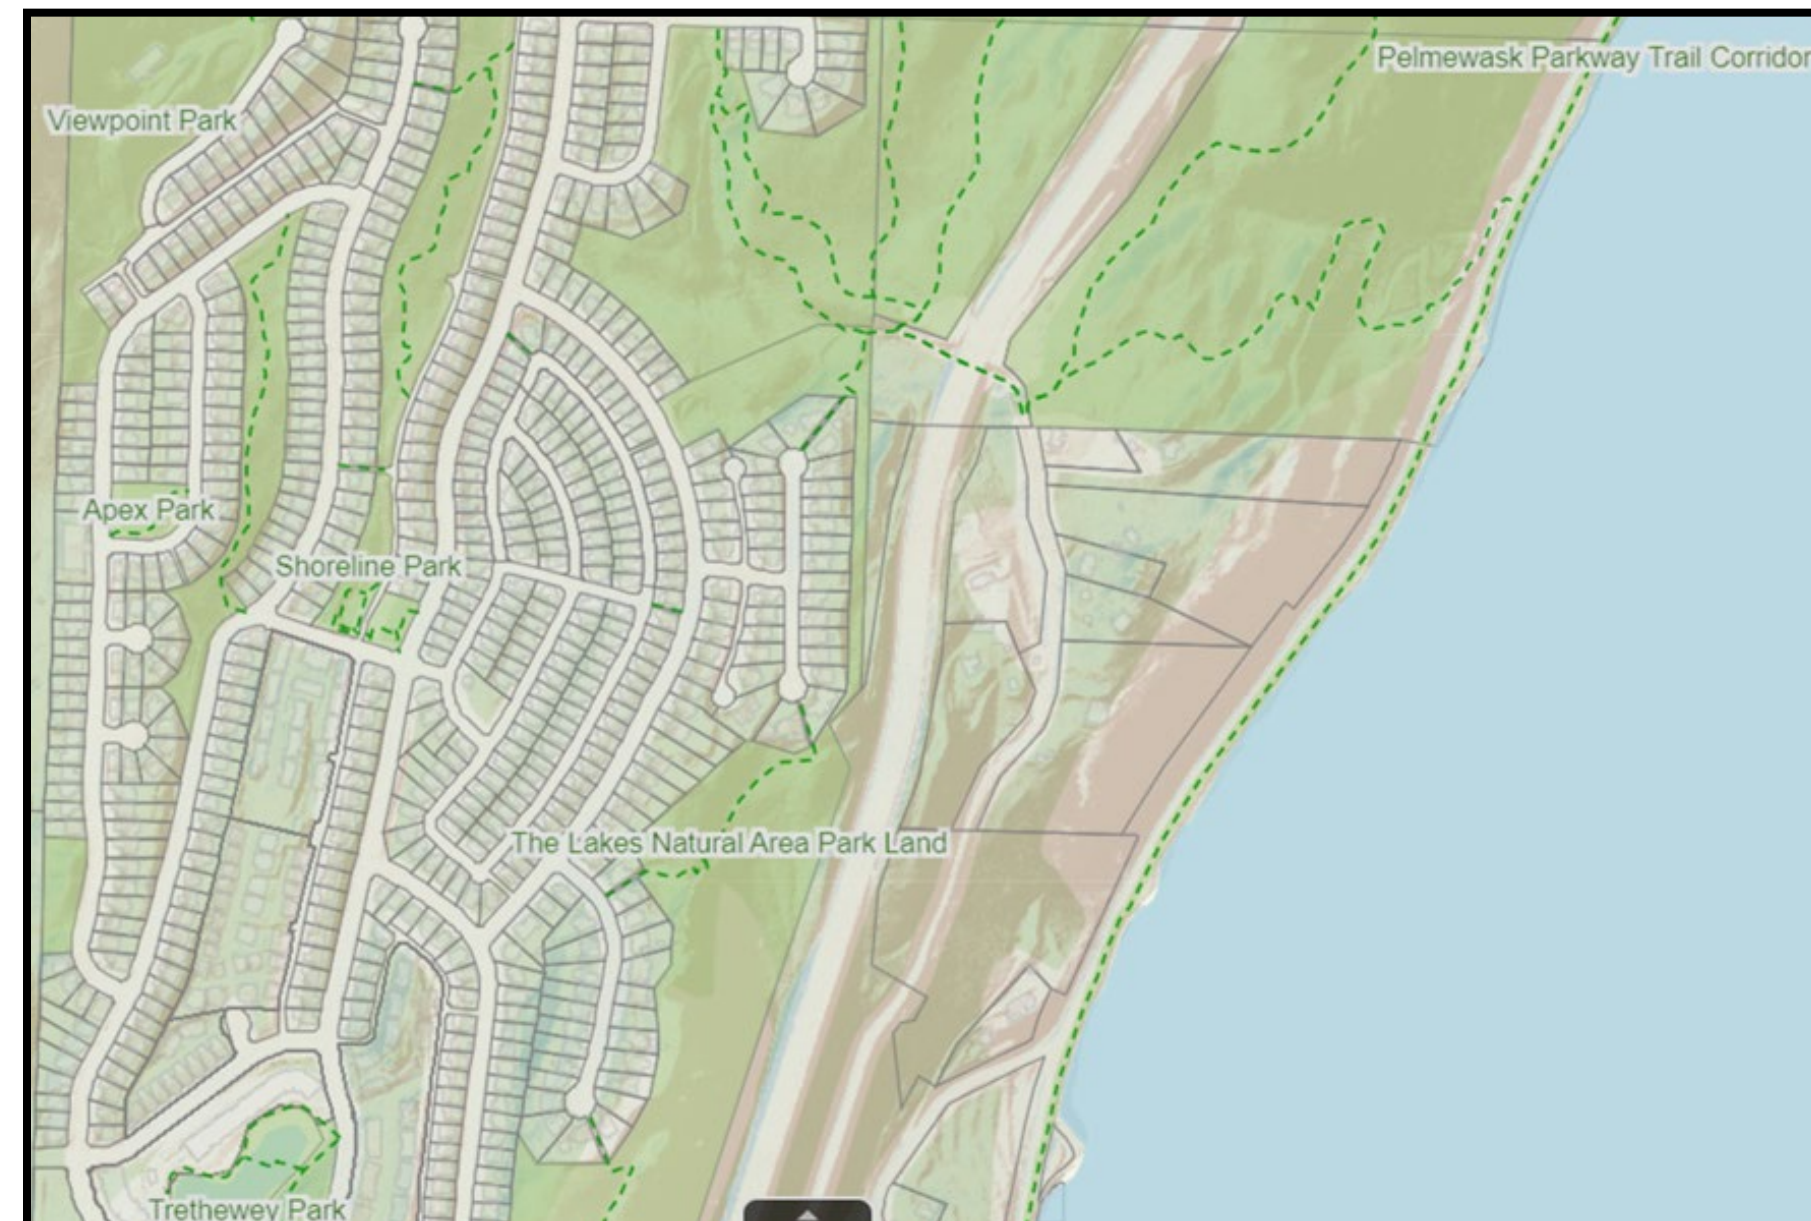 Pelmewask Parkway Trail Corridor
Viewpoint Park
Apex Park
Shoreline Park
The Lakes Natural Area Park Land
Trethewey Park